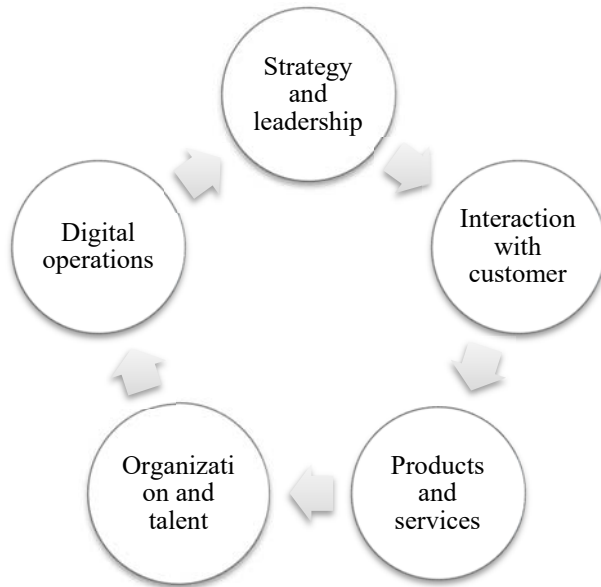 Strategy
and
leadership
Interaction
with
customer
Products
and
services
Organizati
on and
talent
Digital
operations